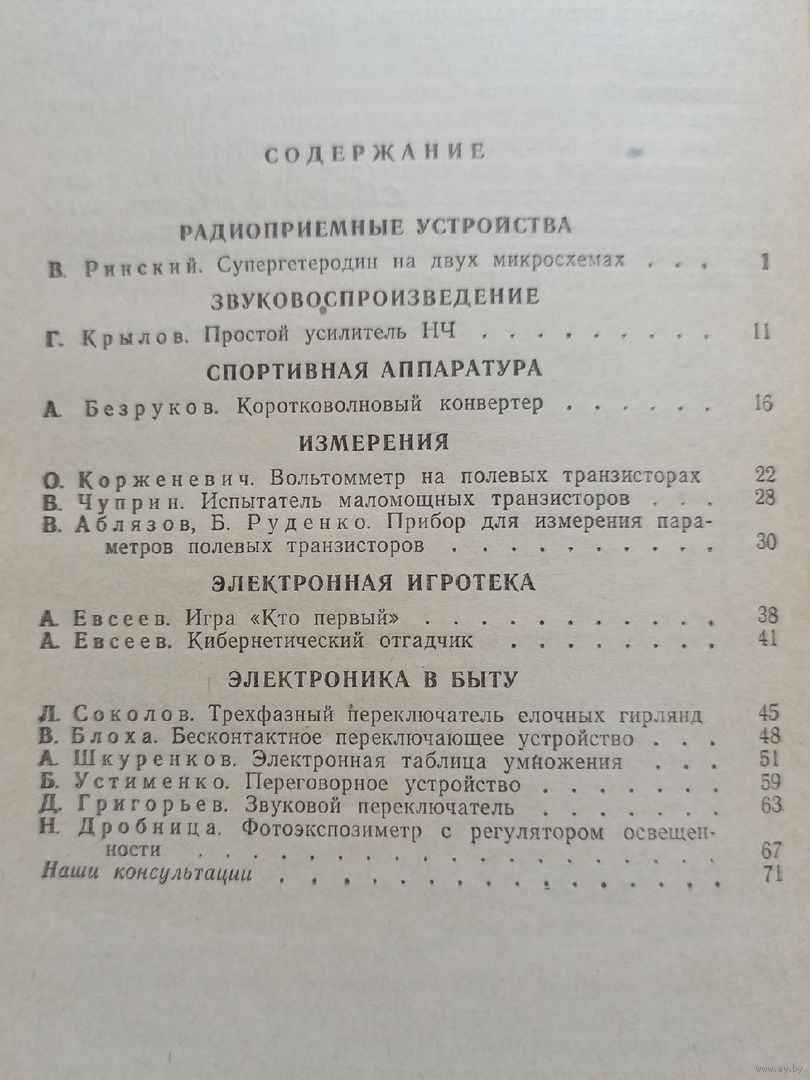 СОДЕРЖАНИЕ
РАДИОПРИЕМНЫЕ УСТРОЙСТВА
В. Ринский. Супергетеродин на двух микросхемах . . . 1
ЗВУКОВОСПРОИЗВЕДЕНИЕ
Г. Крылов. Простой усилитель НЧ . . . . . . . . . 11
СПОРТИВНАЯ АППАРАТУРА
А. Безруков. Коротковолновый конвертер . . . . . . 16
ИЗМЕРЕНИЯ
О. Корженевич. Вольтомметр на полевых транзисторах 22
В. Чуприн. Испытатель маломощных транзисторов . . . 28
В. Аблязов, Б. Руденко. Прибор для измерения пара-
метров полевых транзисторов . . . . . . . . . . 30
ЭЛЕКТРОННАЯ ИГРОТЕКА
А. Евсеев. Игра «Кто первый» . . . . . . . . . . . 38
А. Евсеев. Кибернетический отгадчик . . . . . . . . 41
ЭЛЕКТРОНИКА В БЫТУ
Л. Соколов. Трехфазный переключатель елочных гирлянд 45
В. Блоха. Бесконтактное переключающее устройство . . . 48
А. Шкуренков. Электронная таблица умножения . . . 51
Б. Устименко. Переговорное устройство . . . . . . . 59
Д. Григорьев. Звуковой переключатель . . . . . . . 63
Н. Дробница. Фотоэкспозиметр с регулятором освещен-
ности . . . . . . . . . . . . . . . . . . . 67
Наши консультации . . . . . . . . . . . . . . . 71
www.ay.by